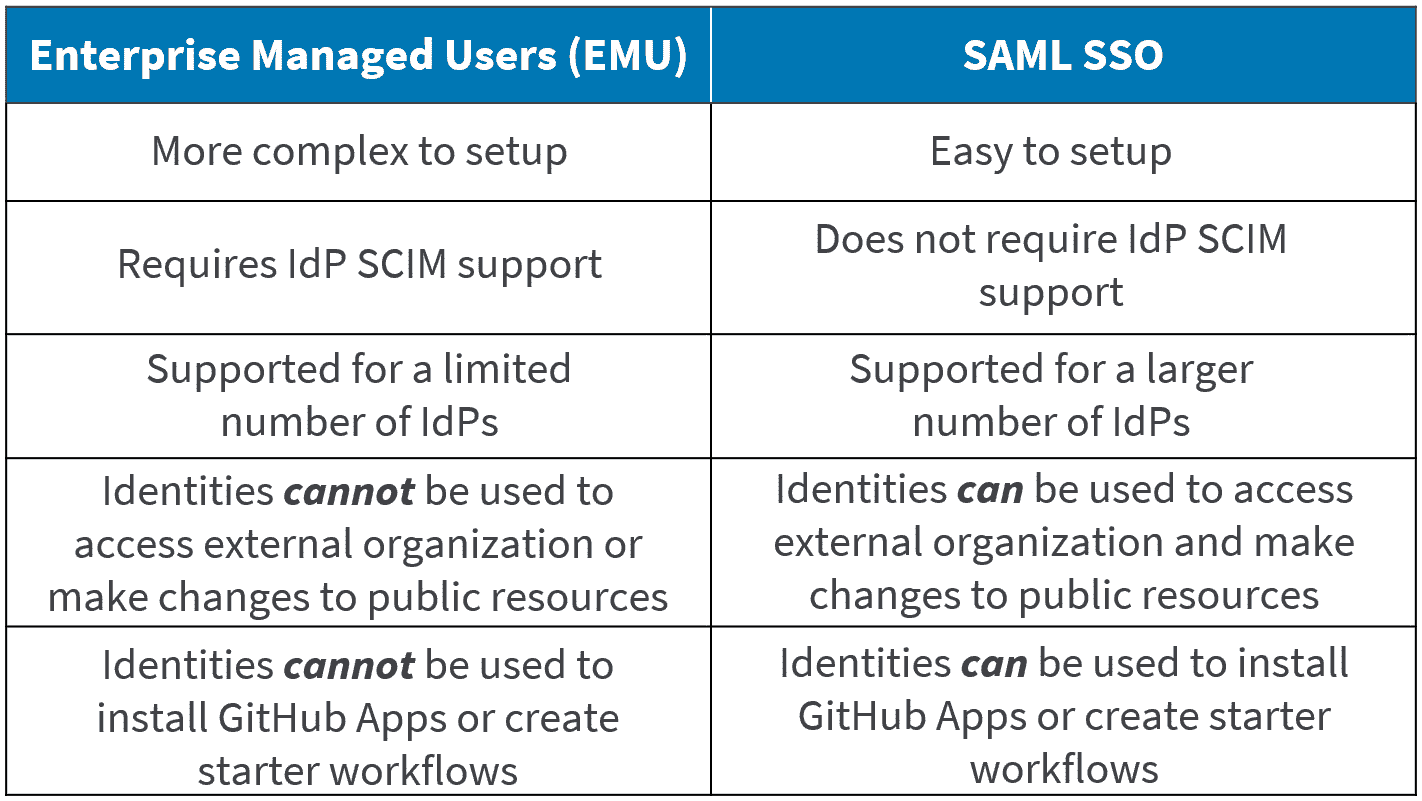 Enterprise Managed Users (EMU)
SAML SSO
More complex to setup
Easy to setup
Requires IdP SCIM support
Does not require IdP SCIM
support
Supported for a limited
number of IdPs
Supported for a larger
number of IdPs
Identities cannot be used to
access external organization or
make changes to public resources
Identities can be used to access
external organization and make
changes to public resources
Identities cannot be used to
install GitHub Apps or create
starter workflows
Identities can be used to install
GitHub Apps or create starter
workflows